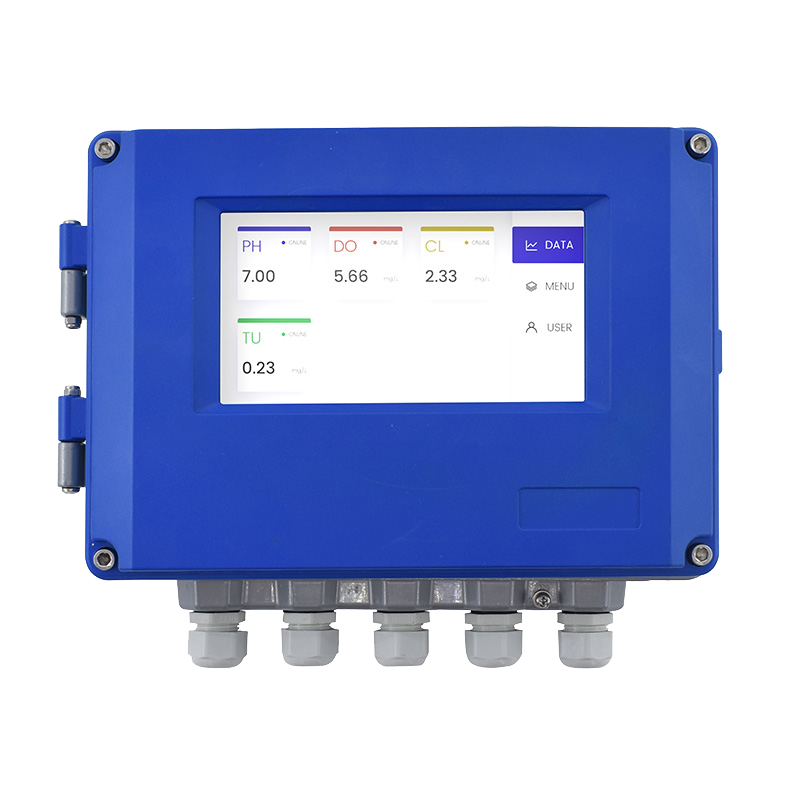 PH ONLINE DO ONLINE CL ONLINE DATA
7.00 5.66 mg/L 2.33 mg/L
MENU
TU ONLINE USER
0.23 mg/L